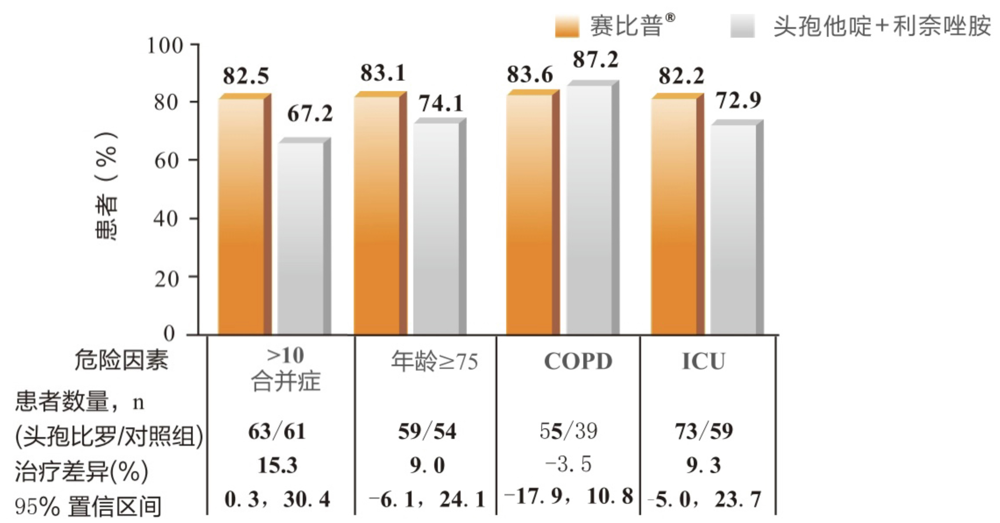 赛比普® 头孢他啶+利奈唑胺
患者（%）
100
80
60
40
20
0
82.5 67.2 83.1 74.1 83.6 87.2 82.2 72.9
危险因素 >10 合并症 年龄≥75 COPD ICU
患者数量，n
(头孢比罗/对照组) 63/61 59/54 55/39 73/59
治疗差异(%) 15.3 9.0 -3.5 9.3
95% 置信区间 0.3，30.4 -6.1，24.1 -17.9，10.8 -5.0，23.7